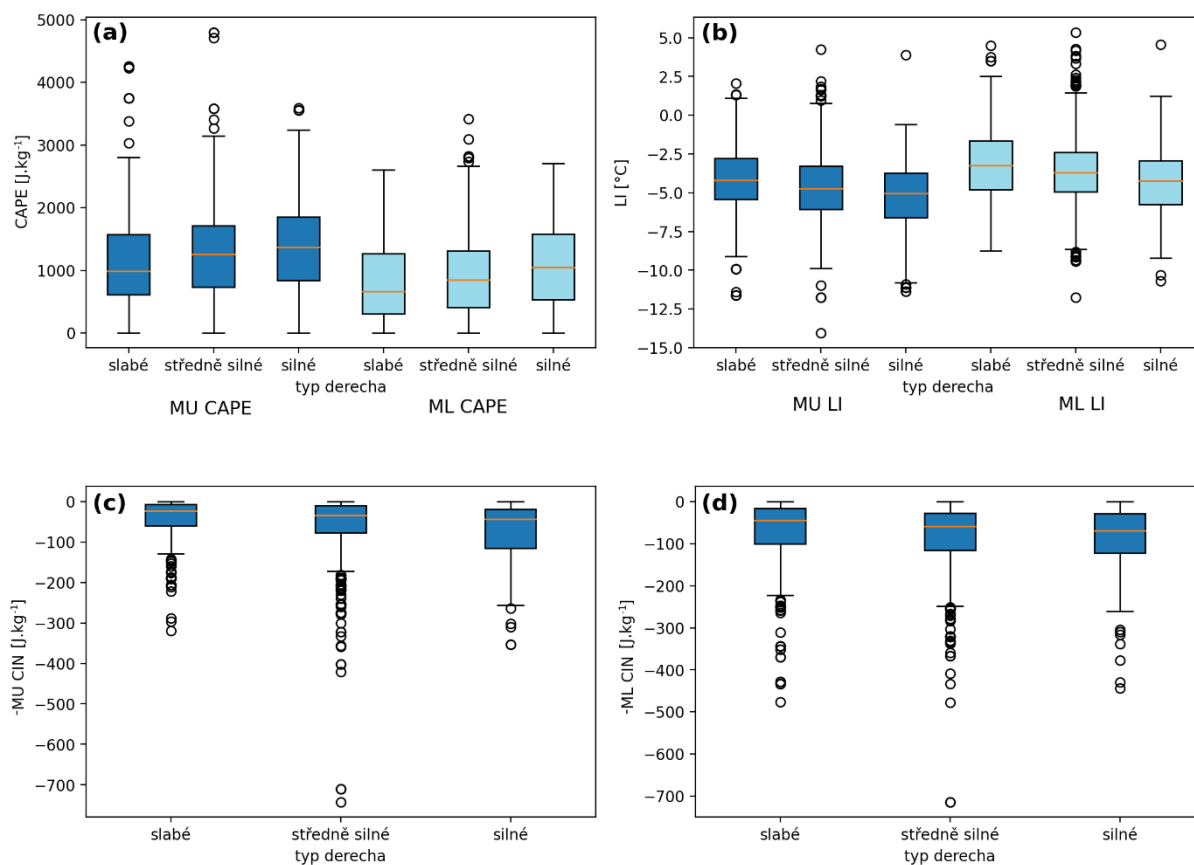 (a)
CAPE [J.kg⁻¹]
5000
4000
3000
2000
1000
0
slabé středně silné silné slabé středně silné silné
typ derecha
MU CAPE ML CAPE
(b)
LI [°C]
5.0
2.5
0.0
−2.5
−5.0
−7.5
−10.0
−12.5
−15.0
slabé středně silné silné slabé středně silné silné
typ derecha
MU LI ML LI
(c)
-MU CIN [J.kg⁻¹]
0
−100
−200
−300
−400
−500
−600
−700
slabé středně silné silné
typ derecha
(d)
-ML CIN [J.kg⁻¹]
0
−100
−200
−300
−400
−500
−600
−700
slabé středně silné silné
typ derecha